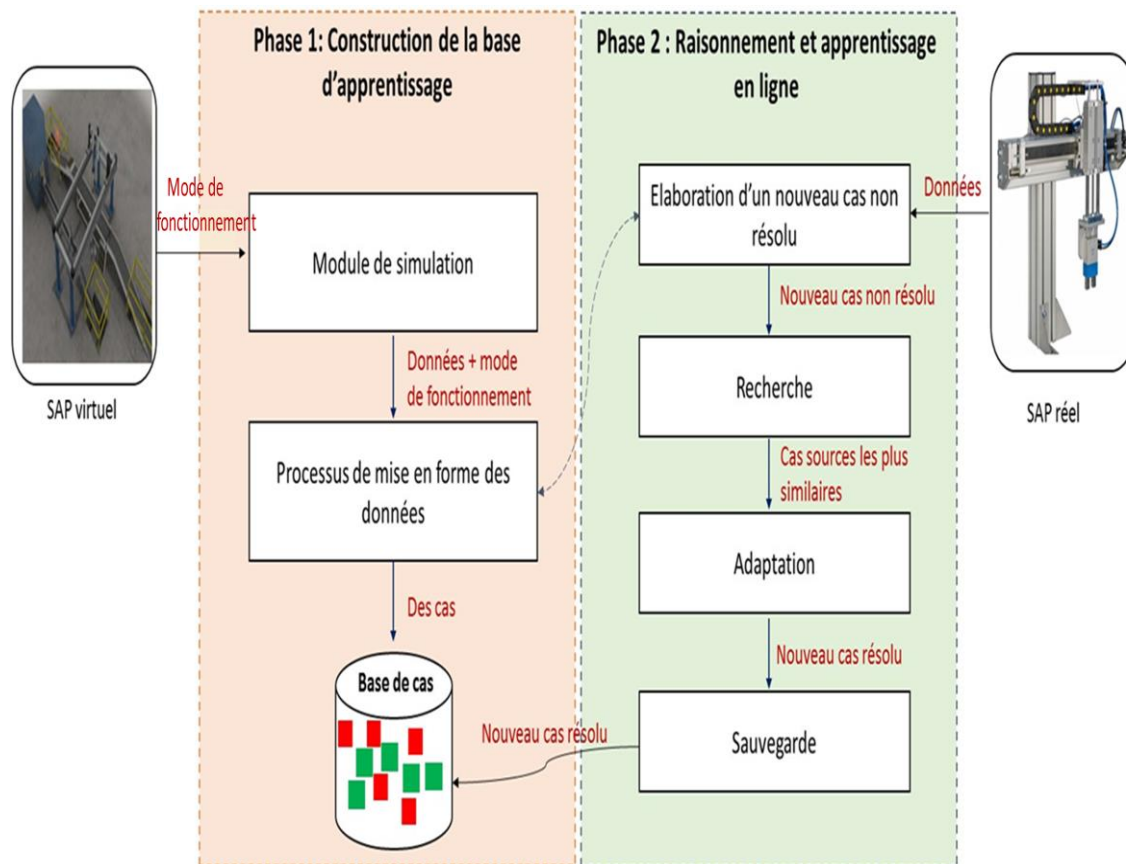 Phase 1: Construction de la base
d'apprentissage
Mode de
fonctionnement
SAP virtuel
Module de simulation
Données + mode
de fonctionnement
Processus de mise en forme des
données
Des cas
Base de cas
Phase 2 : Raisonnement et apprentissage
en ligne
Elaboration d'un nouveau cas non
résolu
Données
SAP réel
Nouveau cas non résolu
Recherche
Cas sources les plus
similaires
Adaptation
Nouveau cas résolu
Sauvegarde
Nouveau cas résolu